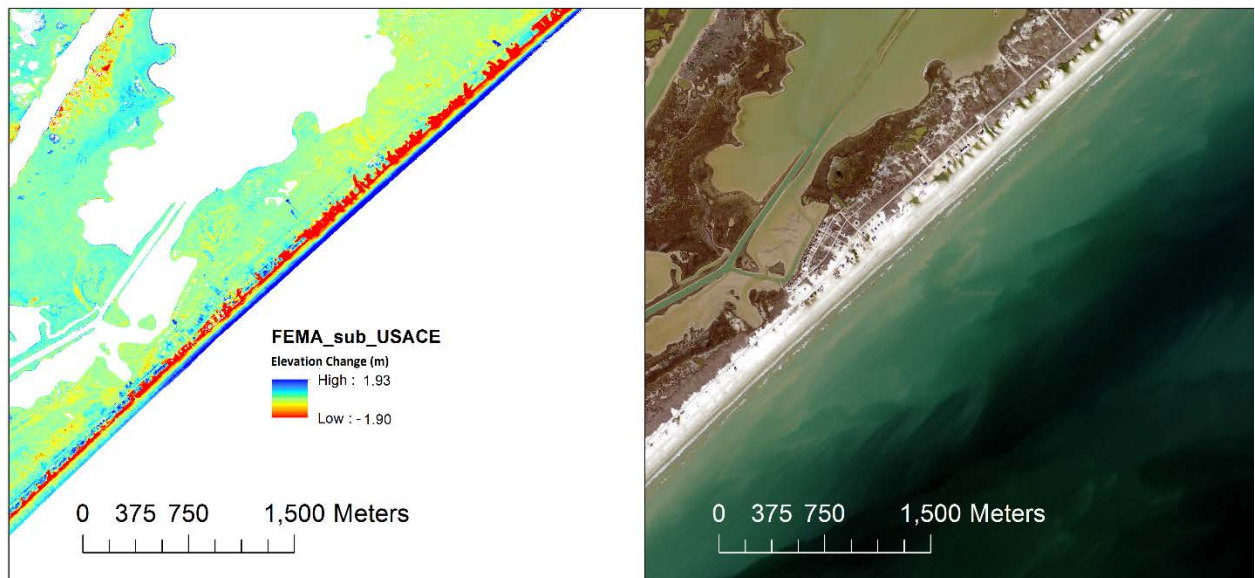 FEMA_sub_USACE
Elevation Change (m)
High : 1.93
Low : -1.90
0 375 750 1,500 Meters
0 375 750 1,500 Meters